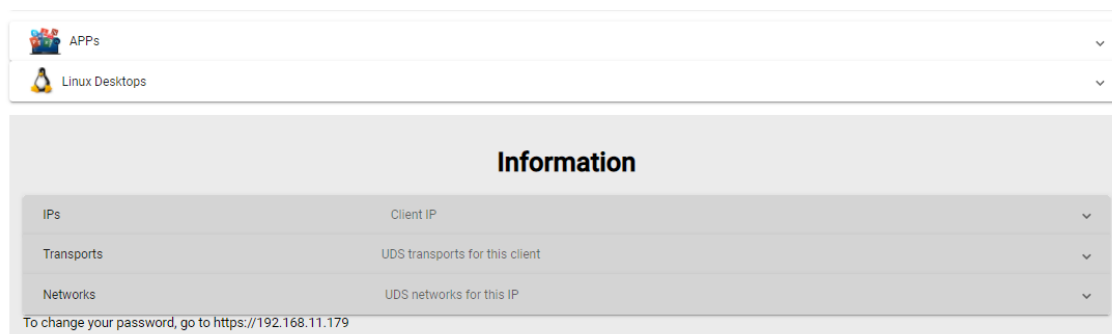 APPs
Linux Desktops
Information
IPs Client IP
Transports UDS transports for this client
Networks UDS networks for this IP
To change your password, go to https://192.168.11.179